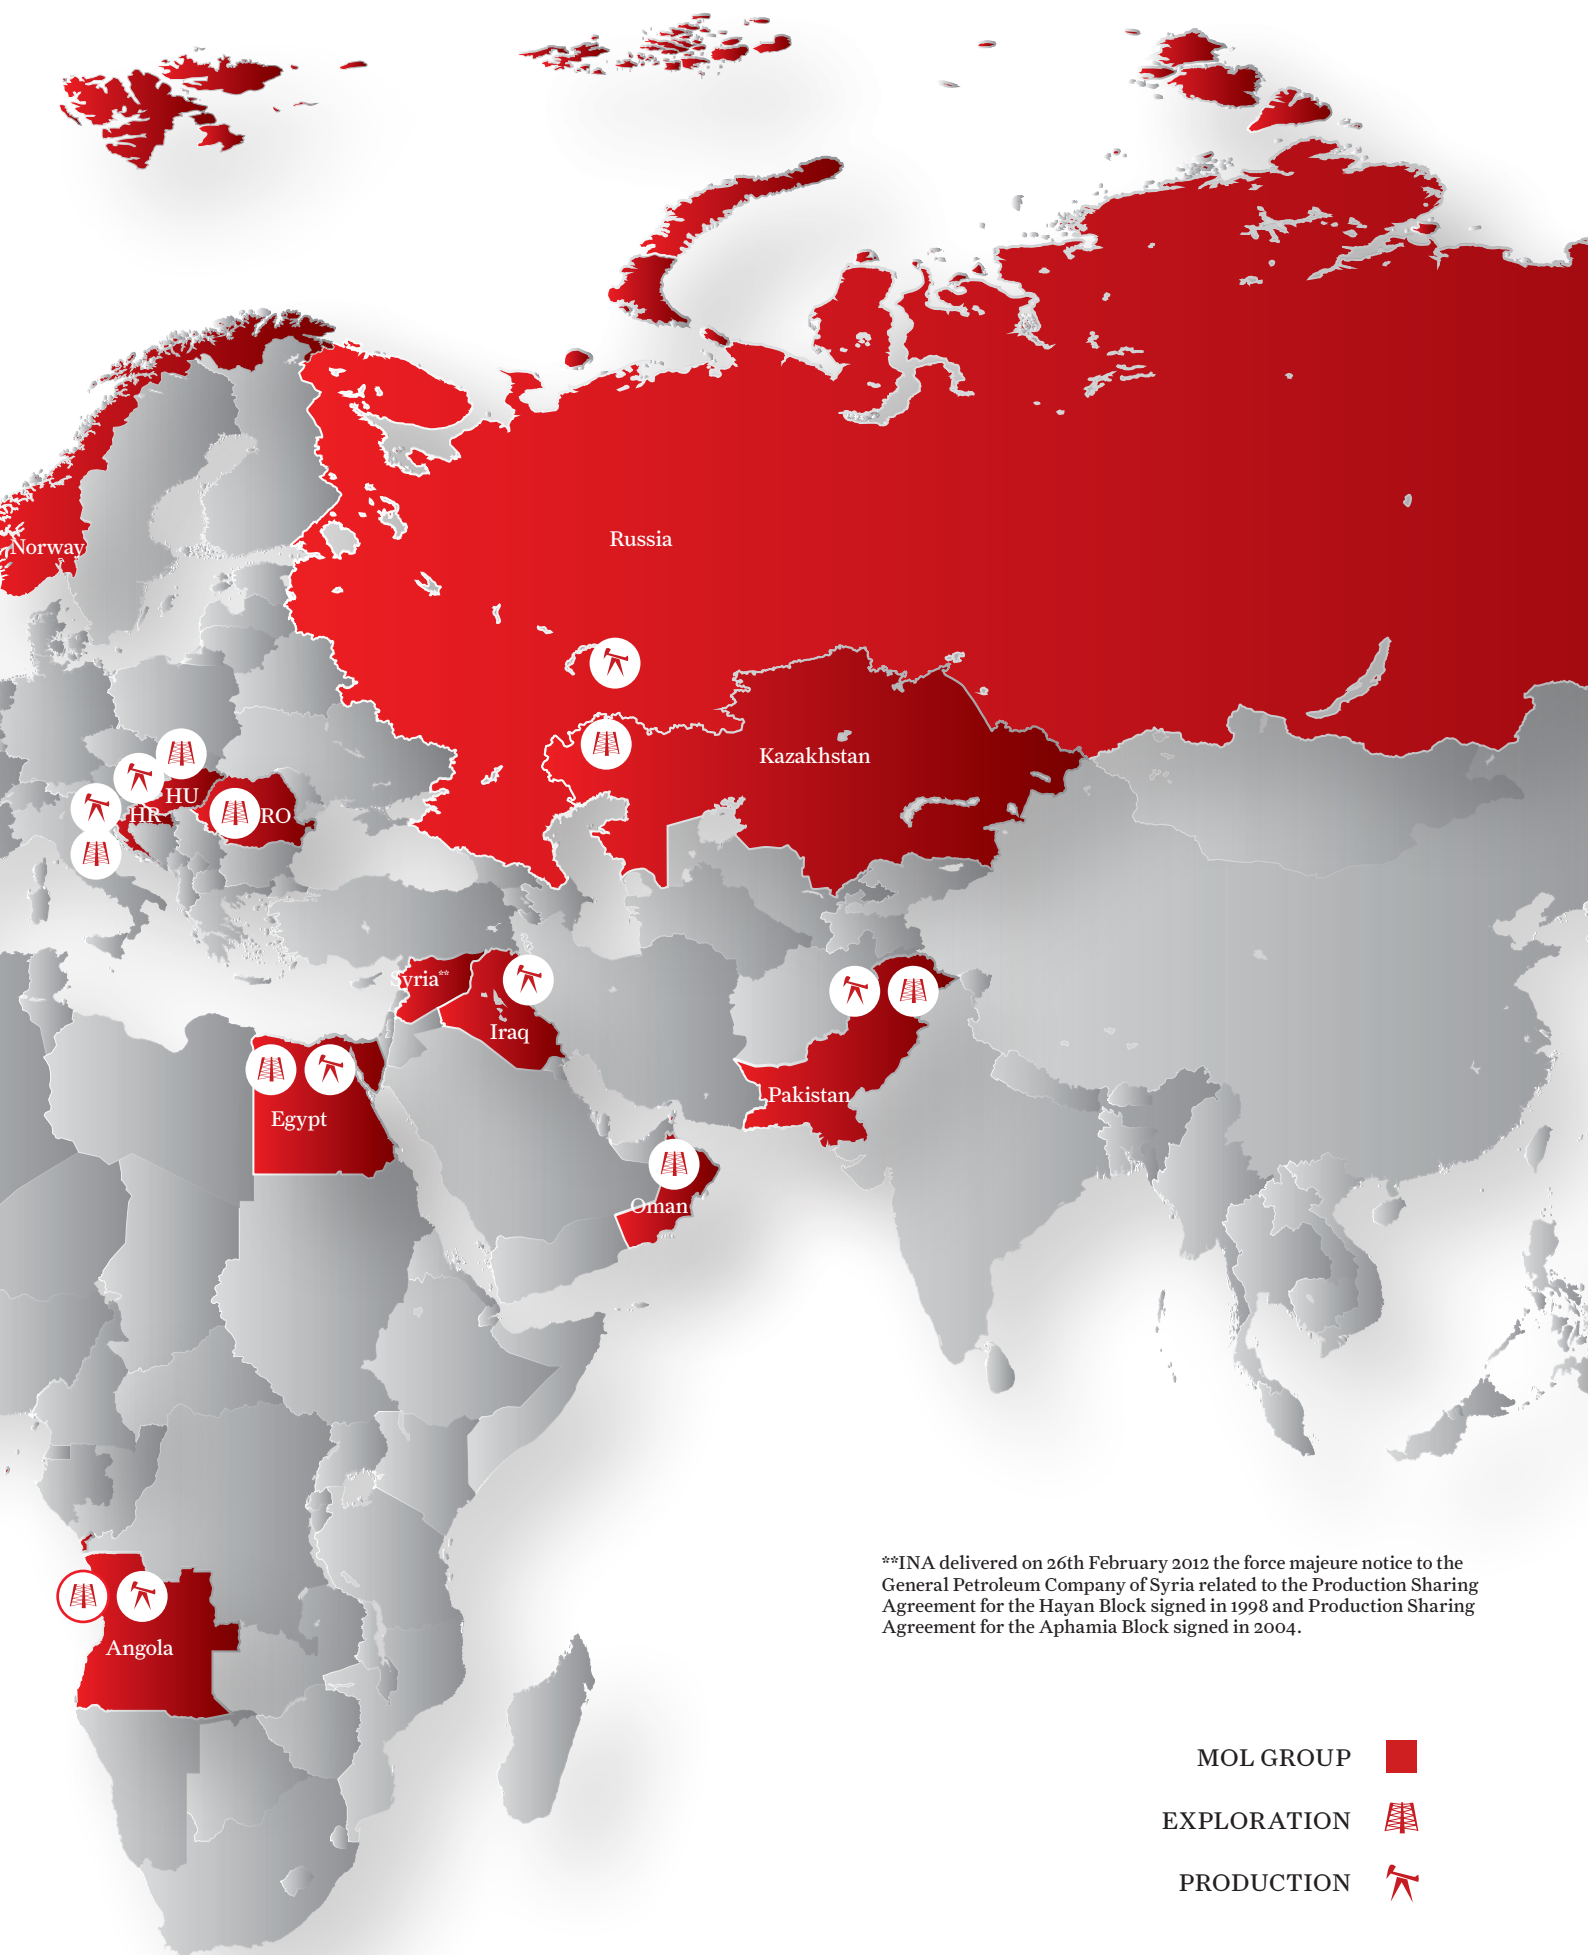 Norway
Russia
Kazakhstan
HU
HR
RO
Syria**
Iraq
Egypt
Pakistan
Oman
Angola
**INA delivered on 26th February 2012 the force majeure notice to the
General Petroleum Company of Syria related to the Production Sharing
Agreement for the Hayan Block signed in 1998 and Production Sharing
Agreement for the Aphamia Block signed in 2004.
MOL GROUP
EXPLORATION
PRODUCTION